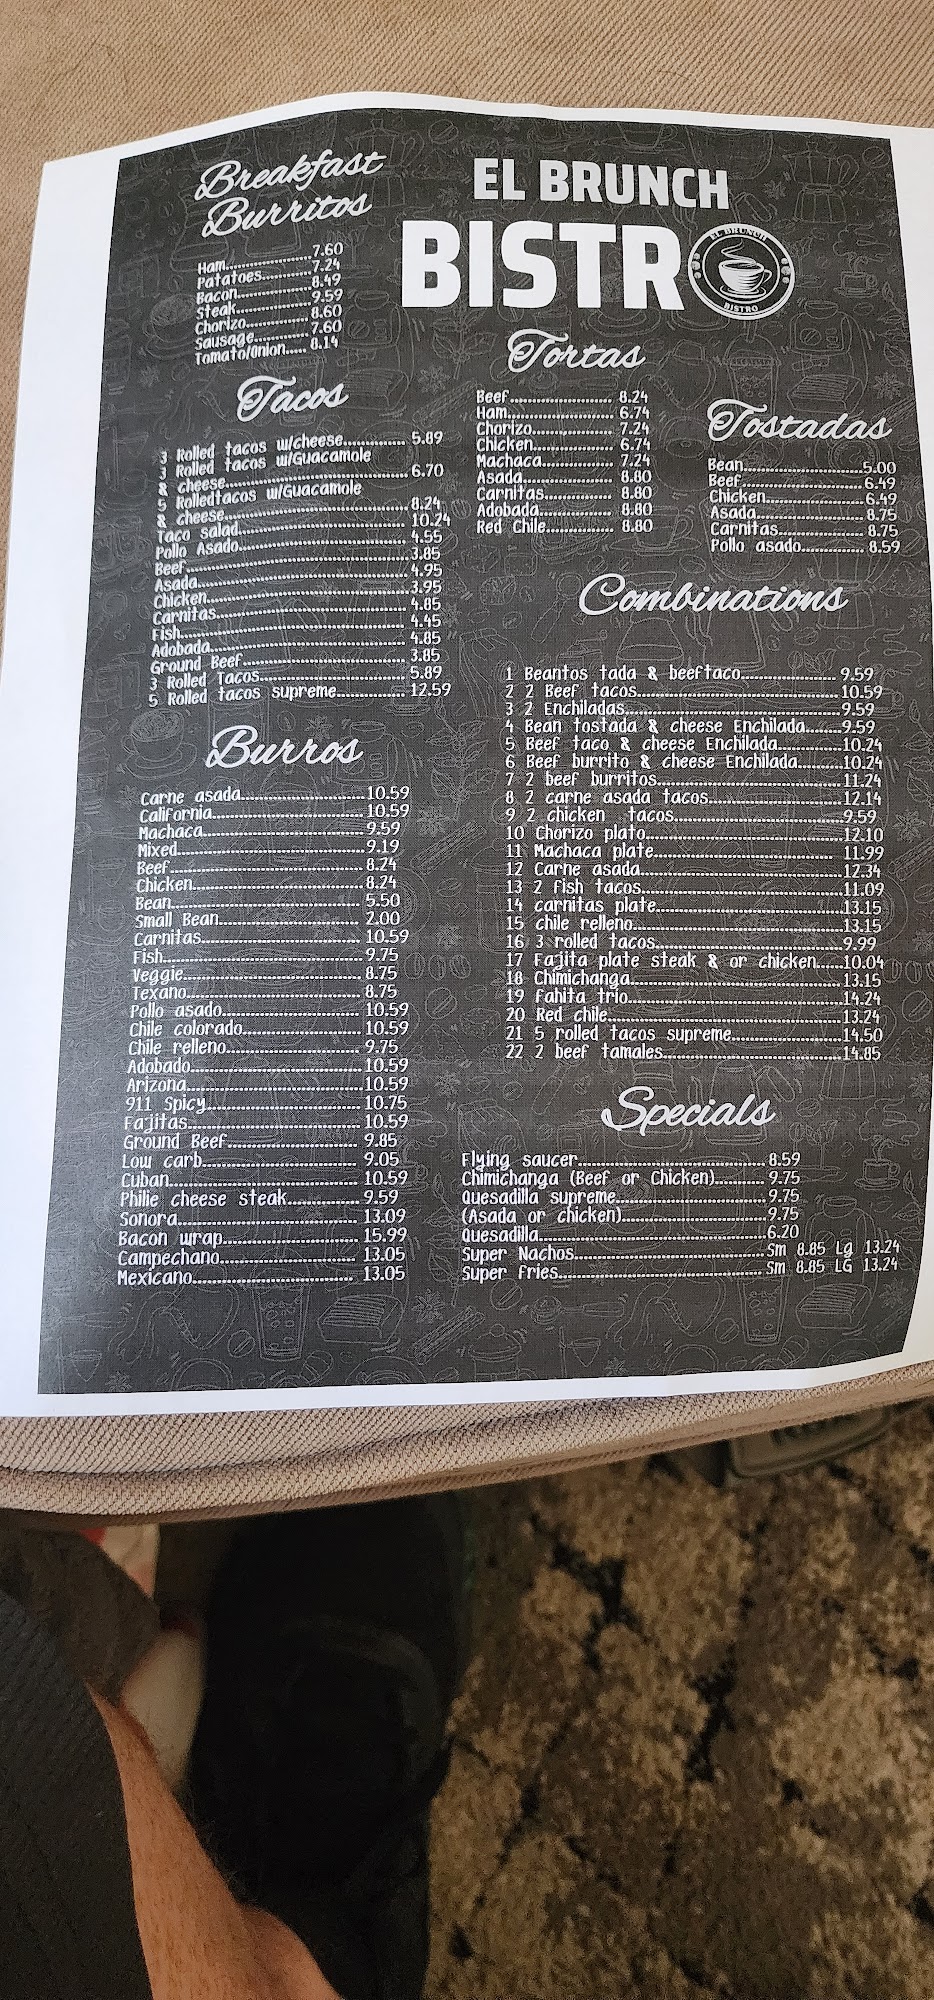 Breakfast
Burritos
Ham 7.60
Patatoes 7.24
Bacon 8.49
Steak 9.59
Chorizo 8.60
Sausage 7.60
Tomato/Onion 8.14
EL BRUNCH
BISTRO
EL BRUNCH
BISTRO
Tacos
3 Rolled tacos w/cheese 5.89
3 Rolled tacos w/Guacamole
& cheese 6.70
5 Rolledtacos w/Guacamole
& cheese 8.24
Taco salad 10.24
Pollo Asado 4.55
Beef 3.85
Asada 4.95
Chicken 3.95
Carnitas 4.85
Fish 4.45
Adobada 4.85
Ground Beef 3.85
3 Rolled Tacos 5.89
5 Rolled tacos supreme 12.59
Tortas
Beef 8.24
Ham 6.74
Chorizo 7.24
Chicken 6.74
Machaca 7.24
Asada 8.80
Carnitas 8.80
Adobada 8.80
Red Chile 8.80
Tostadas
Bean 5.00
Beef 6.49
Chicken 6.49
Asada 8.75
Carnitas 8.75
Pollo asado 8.59
Burros
Carne asada 10.59
California 10.59
Machaca 9.59
Mixed 9.19
Beef 8.24
Chicken 8.24
Bean 5.50
Small Bean 2.00
Carnitas 10.59
Fish 9.75
Veggie 8.75
Texano 8.75
Pollo asado 10.59
Chile colorado 10.59
Chile relleno 9.75
Adobado 10.59
Arizona 10.59
911 Spicy 10.75
Fajitas 10.59
Ground Beef 9.85
Low carb 9.05
Cuban 10.59
Philie cheese steak 9.59
Sonora 13.09
Bacon wrap 15.99
Campechano 13.05
Mexicano 13.05
Combinations
1 Beantos tada & beeftaco 9.59
2 2 Beef tacos 10.59
3 2 Enchiladas 9.59
4 Bean tostada & cheese Enchilada 9.59
5 Beef taco & cheese Enchilada 10.24
6 Beef burrito & cheese Enchilada 10.24
7 2 beef burritos 11.24
8 2 carne asada tacos 12.14
9 2 chicken tacos 9.59
10 Chorizo plato 12.10
11 Machaca plate 11.99
12 Carne asada 12.34
13 2 fish tacos 11.09
14 carnitas plate 13.15
15 chile relleno 13.15
16 3 rolled tacos 9.99
17 Fajita plate steak & or chicken 10.04
18 Chimichanga 13.15
19 fahita trio 14.24
20 Red chile 13.24
21 5 rolled tacos supreme 14.50
22 2 beef tamales 14.85
Specials
Flying saucer 8.59
Chimichanga (Beef or Chicken) 9.75
Quesadilla supreme 9.75
(Asada or chicken) 9.75
Quesadilla 6.20
Super Nachos Sm 8.85 Lg 13.24
Super fries Sm 8.85 LG 13.24